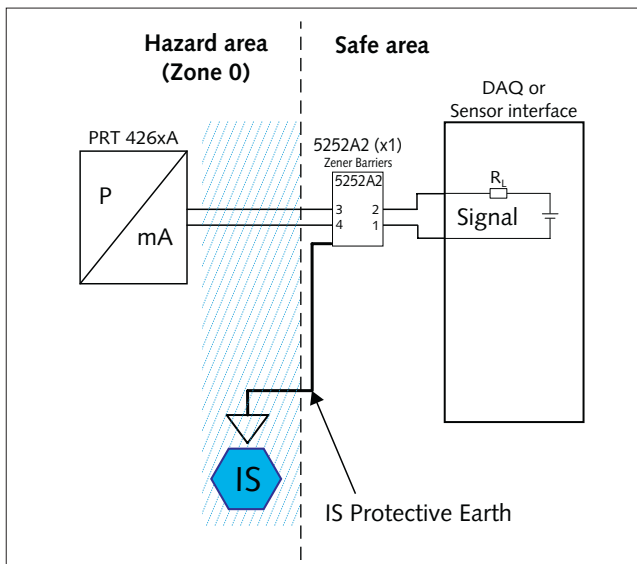 Hazard area
(Zone 0)
Safe area
DAQ or
Sensor interface
PRT 426xA
5252A2 (x1)
Zener Barriers
5252A2
P
mA
3
4
2
1
RL
Signal
IS
IS Protective Earth